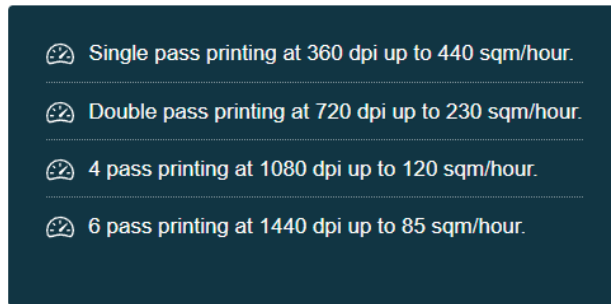 Single pass printing at 360 dpi up to 440 sqm/hour.
Double pass printing at 720 dpi up to 230 sqm/hour.
4 pass printing at 1080 dpi up to 120 sqm/hour.
6 pass printing at 1440 dpi up to 85 sqm/hour.